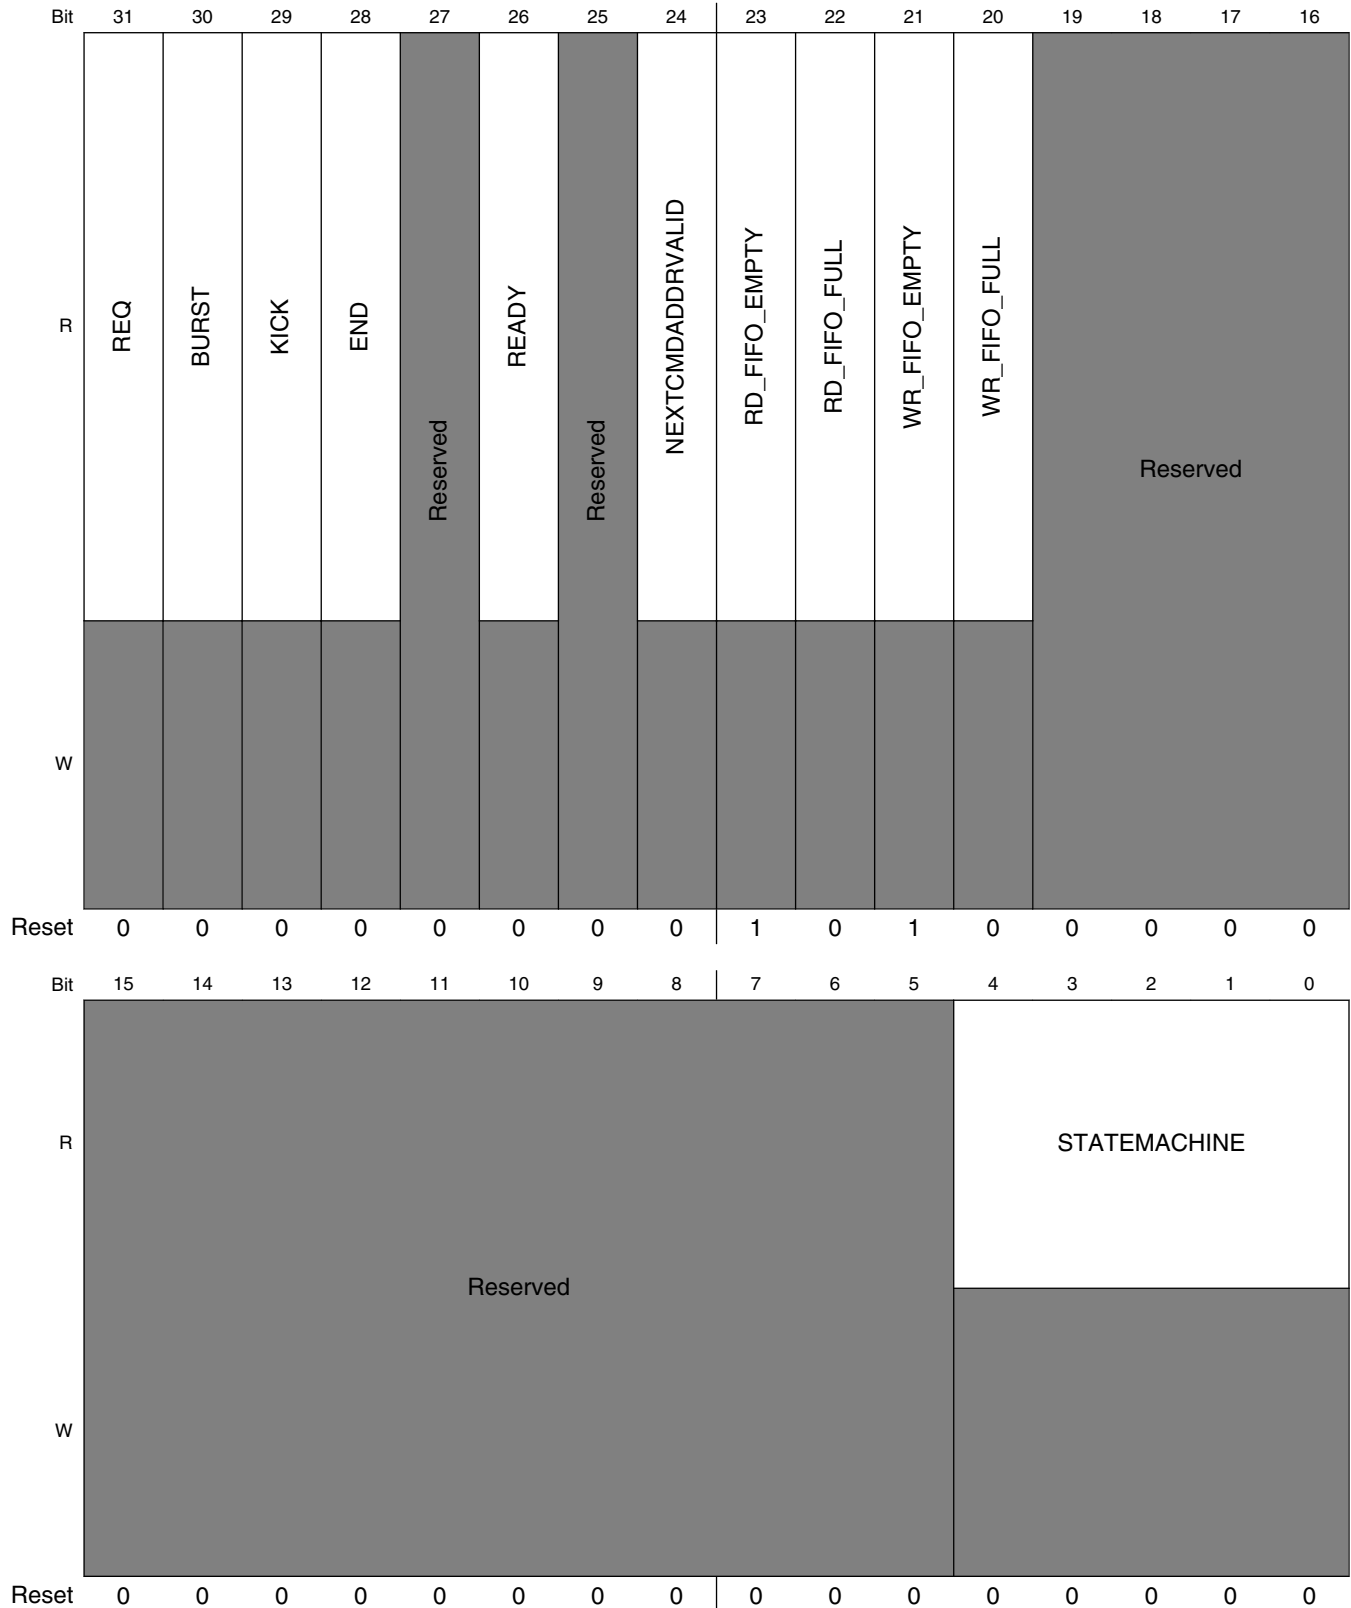 Bit 31 30 29 28 27 26 25 24 23 22 21 20 19 18 17 16
R REQ BURST KICK END Reserved READY Reserved NEXTCMDADDRVALID RD_FIFO_EMPTY RD_FIFO_FULL WR_FIFO_EMPTY WR_FIFO_FULL Reserved
W
Reset 0 0 0 0 0 0 0 0 1 0 1 0 0 0 0 0
Bit 15 14 13 12 11 10 9 8 7 6 5 4 3 2 1 0
R Reserved STATEMACHINE
W
Reset 0 0 0 0 0 0 0 0 0 0 0 0 0 0 0 0